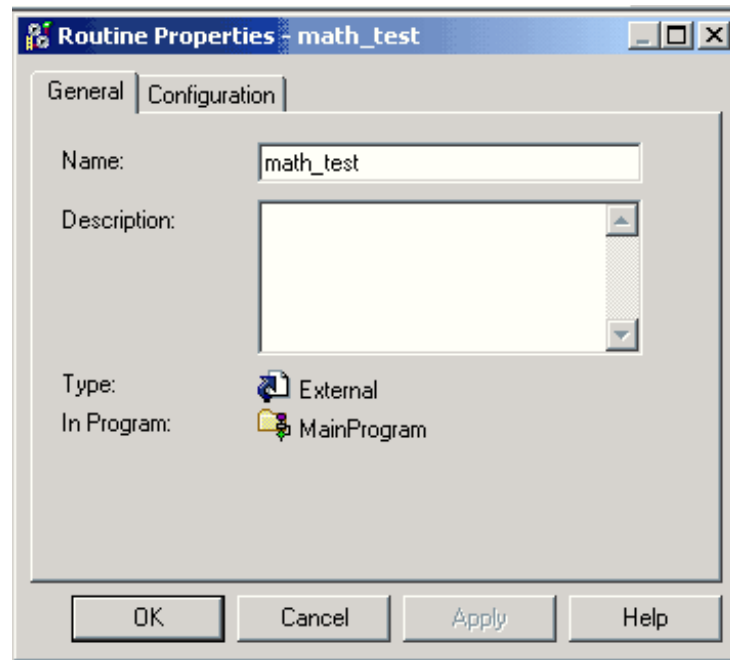 Routine Properties - math_test
General Configuration
Name: math_test
Description:
Type: External
In Program: MainProgram
OK Cancel Apply Help